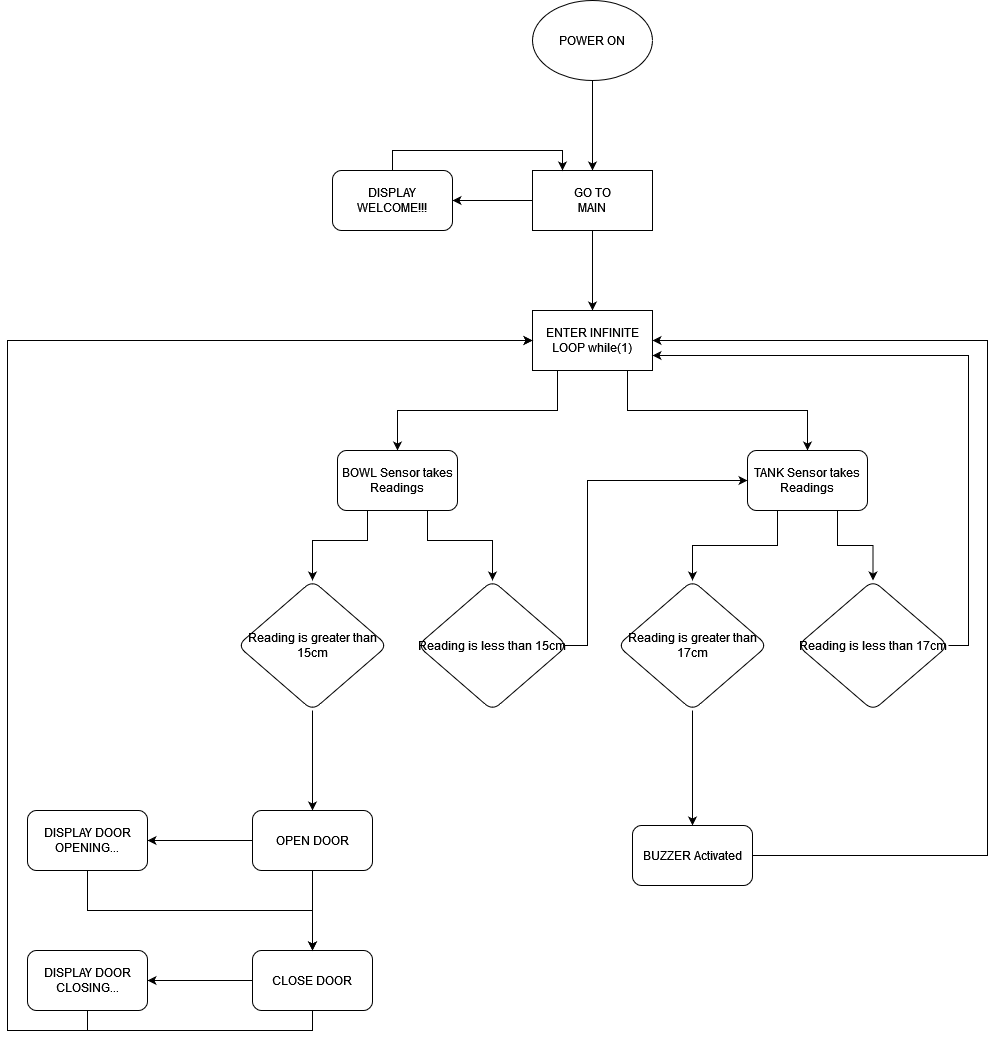 POWER ON
DISPLAY
WELCOME!!!
GO TO
MAIN
ENTER INFINITE
LOOP while(1)
BOWL Sensor takes
Readings
TANK Sensor takes
Readings
Reading is greater than
15cm
Reading is less than 15cm
Reading is greater than
17cm
Reading is less than 17cm
DISPLAY DOOR
OPENING...
OPEN DOOR
BUZZER Activated
DISPLAY DOOR
CLOSING...
CLOSE DOOR